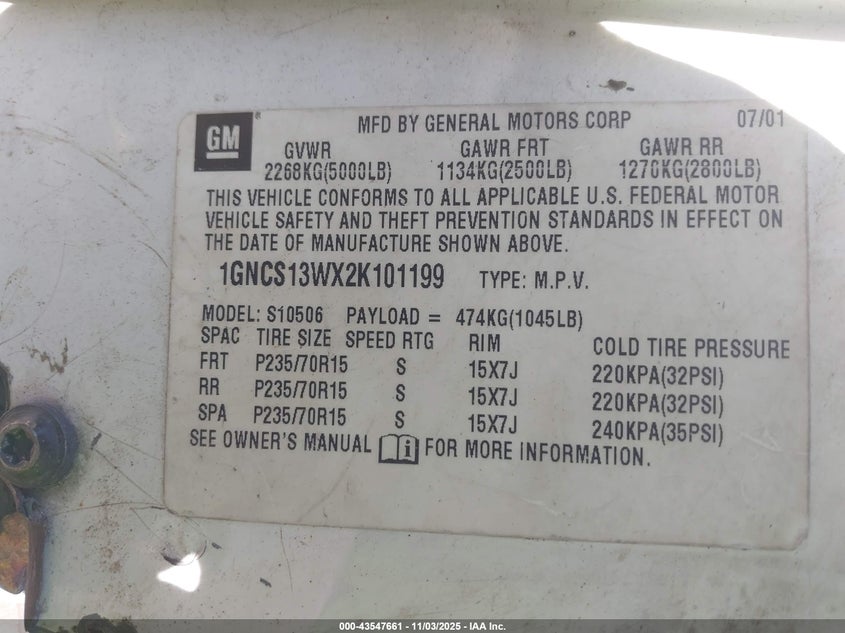 GM
MFD BY GENERAL MOTORS CORP 07/01
GVWR GAWR FRT GAWR RR
2268KG(5000LB) 1134KG(2500LB) 1270KG(2800LB)
THIS VEHICLE CONFORMS TO ALL APPLICABLE U.S. FEDERAL MOTOR
VEHICLE SAFETY AND THEFT PREVENTION STANDARDS IN EFFECT ON
THE DATE OF MANUFACTURE SHOWN ABOVE.
1GNCS13WX2K101199 TYPE: M.P.V.
MODEL: S10506 PAYLOAD = 474KG(1045LB)
SPAC TIRE SIZE SPEED RTG RIM COLD TIRE PRESSURE
FRT P235/70R15 S 15X7J 220KPA(32PSI)
RR P235/70R15 S 15X7J 220KPA(32PSI)
SPA P235/70R15 S 15X7J 240KPA(35PSI)
SEE OWNER'S MANUAL i FOR MORE INFORMATION.
000-43547661 - 11/03/2025 - IAA Inc.